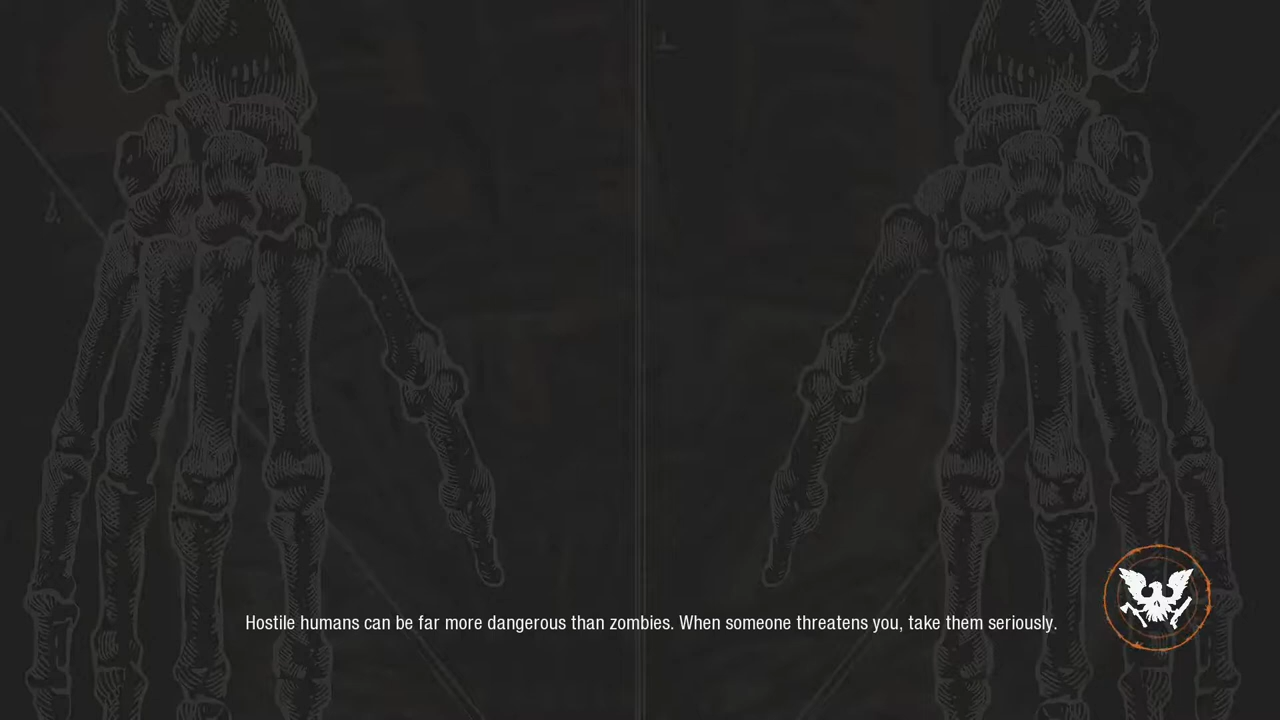 Hostile humans can be far more dangerous than zombies. When someone threatens you, take them seriously.